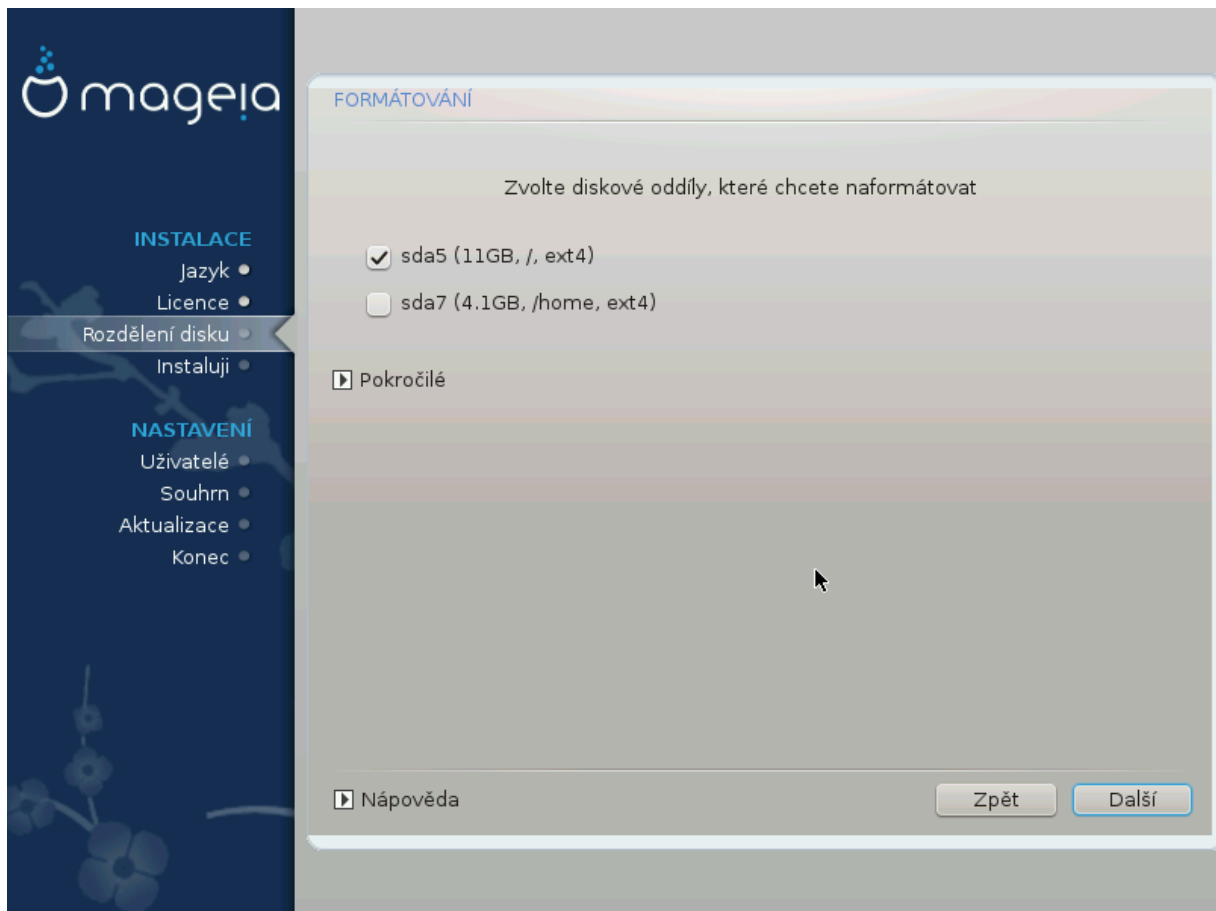 mageia
INSTALACE
Jazyk
Licence
Rozdělení disku
Instaluji
NASTAVENÍ
Uživatelé
Souhrn
Aktualizace
Konec
FORMÁTOVÁNÍ
Zvolte diskové oddíly, které chcete naformátovat
sda5 (11GB, /, ext4)
sda7 (4.1GB, /home, ext4)
Pokročilé
Nápověda
Zpět
Další